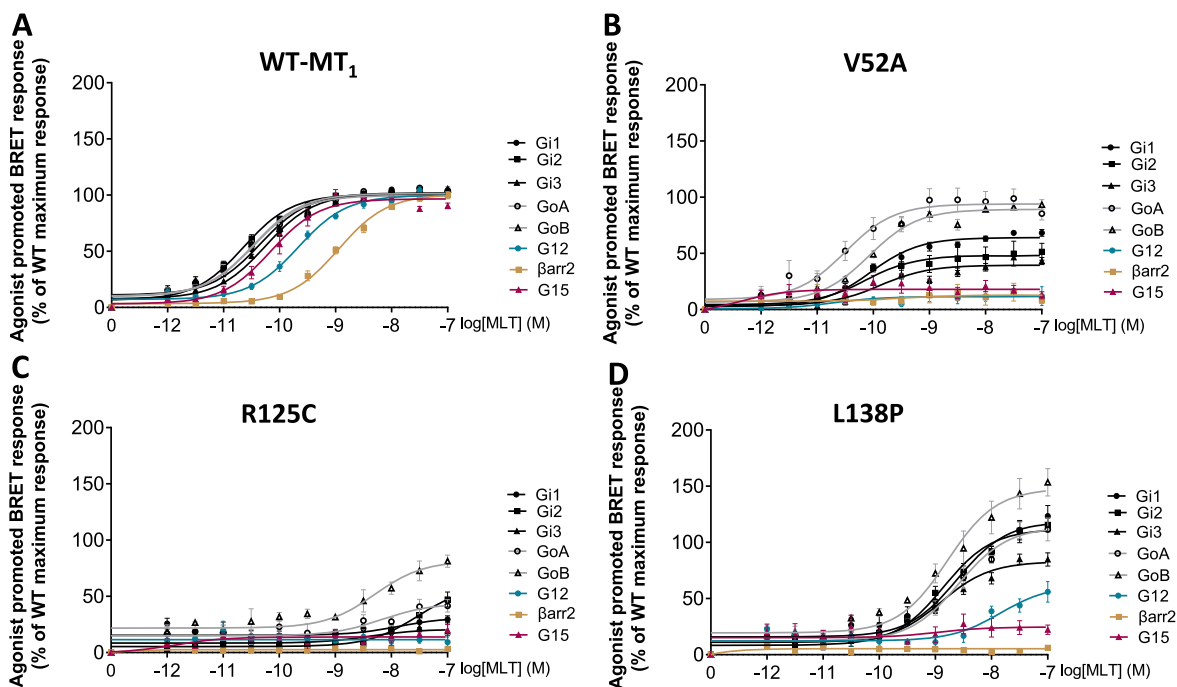 A
WT-MT1
Agonist promoted BRET response
(% of WT maximum response)
200
150
100
50
0
0 -12 -11 -10 -9 -8 -7 log[MLT] (M)
Gi1
Gi2
Gi3
GoA
GoB
G12
βarr2
G15
B
V52A
Agonist promoted BRET response
(% of WT maximum response)
200
150
100
50
0
0 -12 -11 -10 -9 -8 -7 log[MLT] (M)
Gi1
Gi2
Gi3
GoA
GoB
G12
βarr2
G15
C
R125C
Agonist promoted BRET response
(% of WT maximum response)
200
150
100
50
0
0 -12 -11 -10 -9 -8 -7 log[MLT] (M)
Gi1
Gi2
Gi3
GoA
GoB
G12
βarr2
G15
D
L138P
Agonist promoted BRET response
(% of WT maximum response)
200
150
100
50
0
0 -12 -11 -10 -9 -8 -7 log[MLT] (M)
Gi1
Gi2
Gi3
GoA
GoB
G12
βarr2
G15